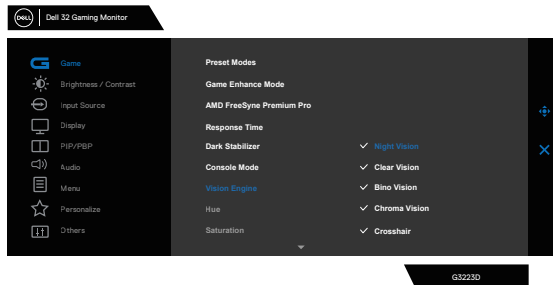 DELL
Dell 32 Gaming Monitor
Game
Brightness / Contrast
Input Source
Display
PIP/PBP
Audio
Menu
Personalize
Others
Preset Modes
Game Enhance Mode
AMD FreeSyne Premium Pro
Response Time
Dark Stabilizer
Console Mode
Vision Engine
Hue
Saturation
Night Vision
Clear Vision
Bino Vision
Chroma Vision
Crosshair
G3223D